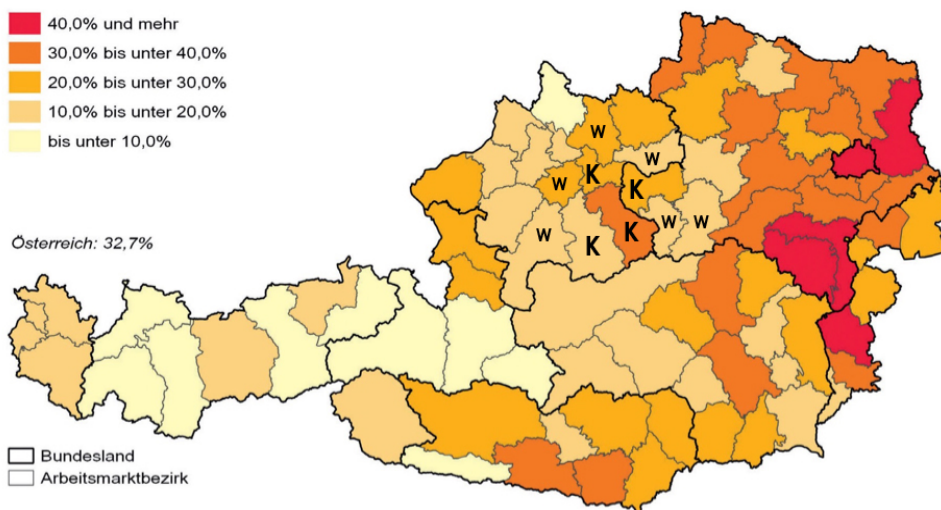 40,0% und mehr
30,0% bis unter 40,0%
20,0% bis unter 30,0%
10,0% bis unter 20,0%
bis unter 10,0%
Österreich: 32,7%
W
W
K
W
K
W
K
K
W
W
Bundesland
Arbeitsmarktbezirk